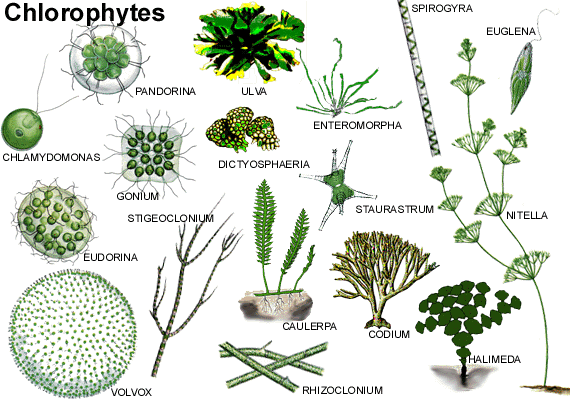 Chlorophytes
SPIROGYRA
EUGLENA
PANDORINA
ULVA
ENTEROMORPHA
CHLAMYDOMONAS
DICTYOSPHAERIA
GONIUM
STAURASTRUM
STIGEOCLONIUM
NITELLA
EUDORINA
CAULERPA
CODIUM
HALIMEDA
VOLVOX
RHIZOCLONIUM